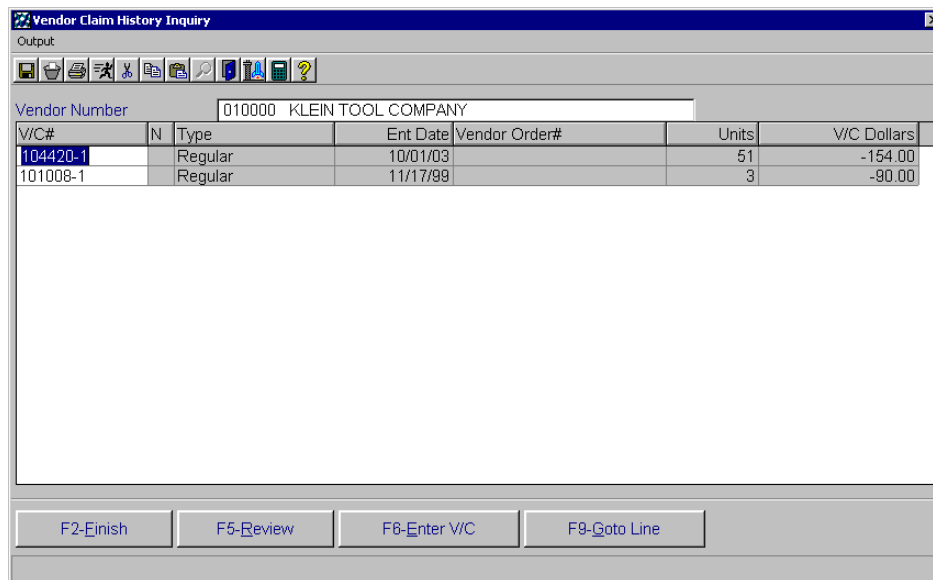 Vendor Claim History Inquiry
Output
Vendor Number 010000 KLEIN TOOL COMPANY
V/C# N Type Ent Date Vendor Order# Units V/C Dollars
104420-1 Regular 10/01/03 51 -154.00
101008-1 Regular 11/17/99 3 -90.00
F2-Finish F5-Review F6-Enter V/C F9-Goto Line